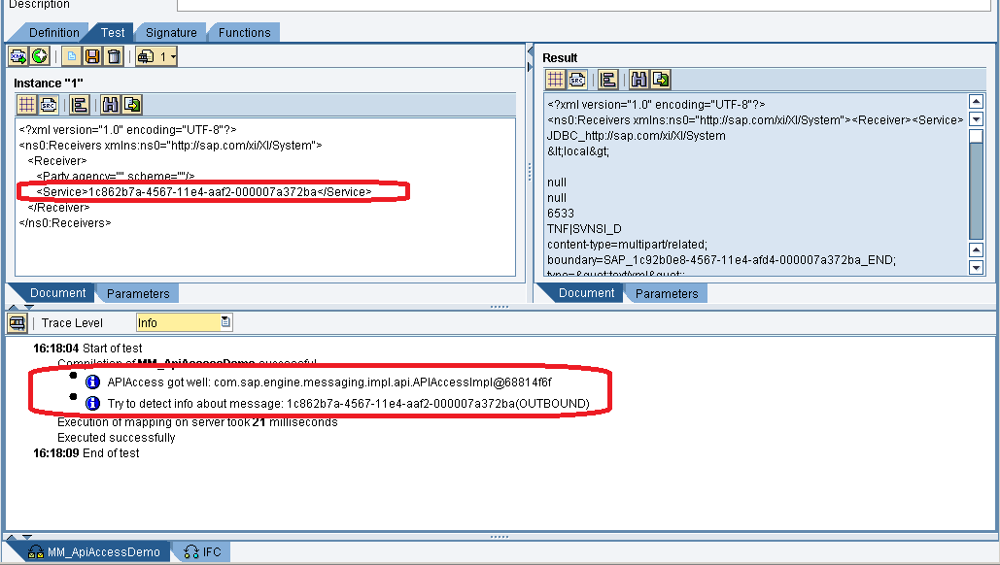 Description
Definition Test Signature Functions
1
Instance "1"
<?xml version="1.0" encoding="UTF-8"?>
<ns0:Receivers xmlns:ns0="http://sap.com/xi/XI/System">
<Receiver>
<Party agency="" scheme=""/>
<Service>1c862b7a-4567-11e4-aaf2-000007a372ba</Service>
</Receiver>
</ns0:Receivers>
Document Parameters
Result
<?xml version="1.0" encoding="UTF-8"?>
<ns0:Receivers xmlns:ns0="http://sap.com/xi/XI/System"><Receiver><Service>
JDBC_http://sap.com/xi/XI/System
&lt;local&gt;
null
null
6533
TNF|SVNSI_D
content-type=multipart/related;
boundary=SAP_1c92b0e8-4567-11e4-afd4-000007a372ba_END;
type=&quot;text/xml&quot;;
Document Parameters
Trace Level Info
16:18:04 Start of test
Compilation of MM_ApiAccessDemo successful
APIAccess got well: com.sap.engine.messaging.impl.api.APIAccessImpl@68814f6f
Try to detect info about message: 1c862b7a-4567-11e4-aaf2-000007a372ba(OUTBOUND)
Execution of mapping on server took 21 milliseconds
Executed successfully
16:18:09 End of test
MM_ApiAccessDemo IFC